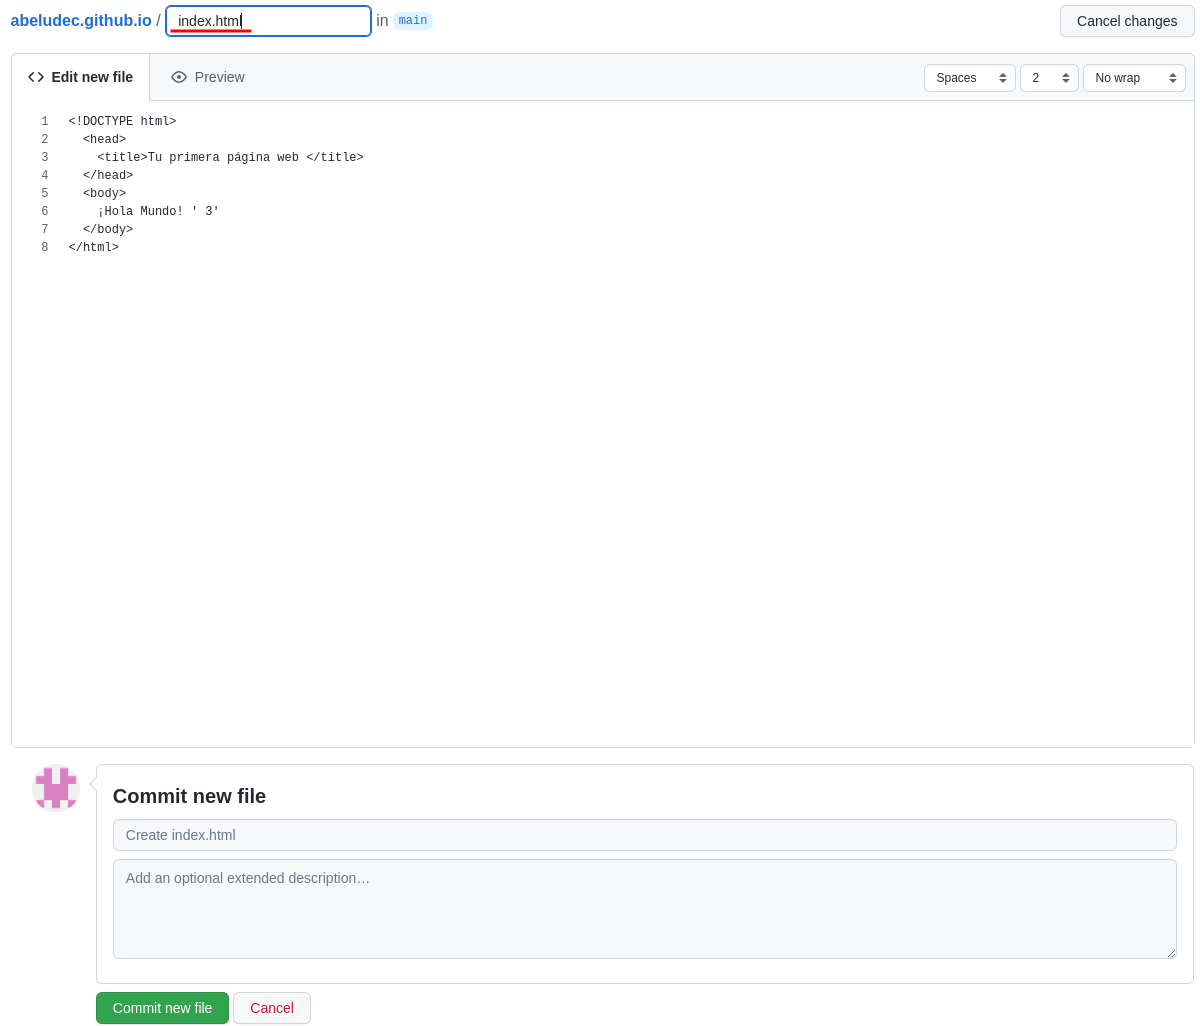 abeludec.github.io / index.html in main Cancel changes
Edit new file Preview Spaces 2 No wrap
1 <!DOCTYPE html>
2 <head>
3 <title>Tu primera página web </title>
4 </head>
5 <body>
6 ¡Hola Mundo! ' 3'
7 </body>
8 </html>
Commit new file
Create index.html
Add an optional extended description…
Commit new file Cancel